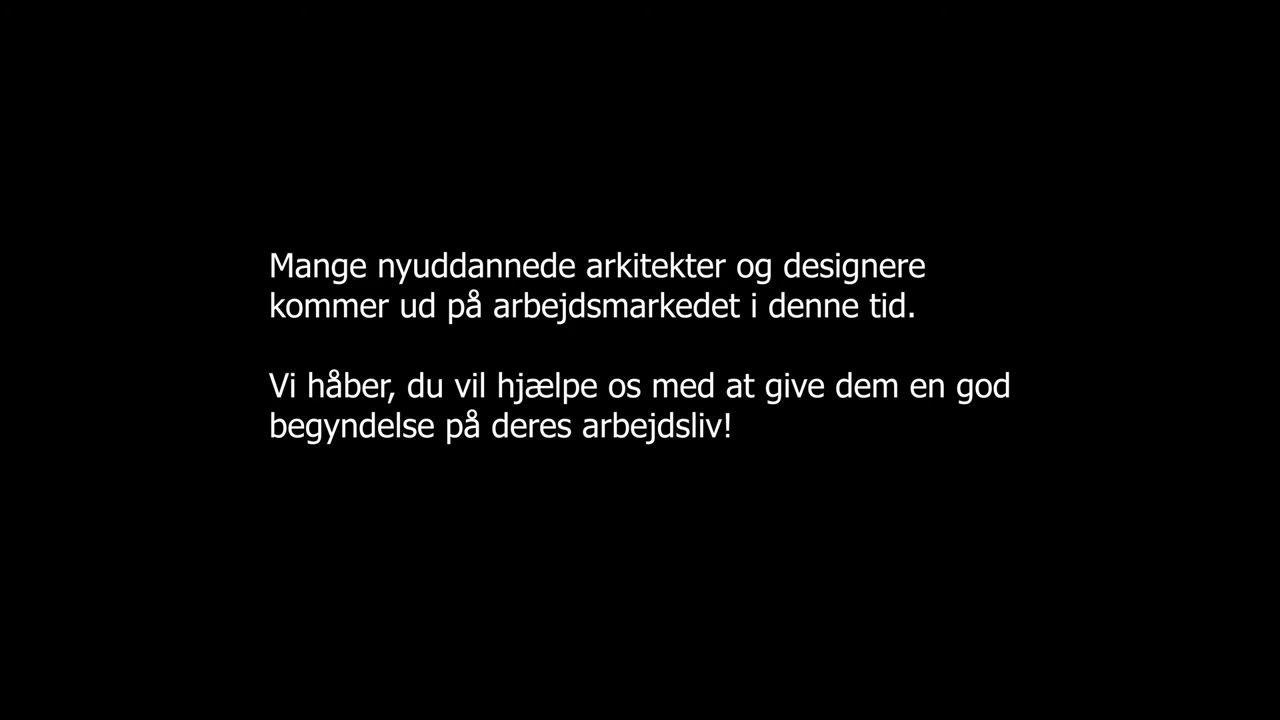 Mange nyuddannede arkitekter og designere
kommer ud på arbejdsmarkedet i denne tid.
Vi håber, du vil hjælpe os med at give dem en god
begyndelse på deres arbejdsliv!